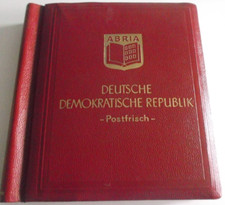 ABRIA
DEUTSCHE
DEMOKRATISCHE REPUBLIK
- Postfrisch -